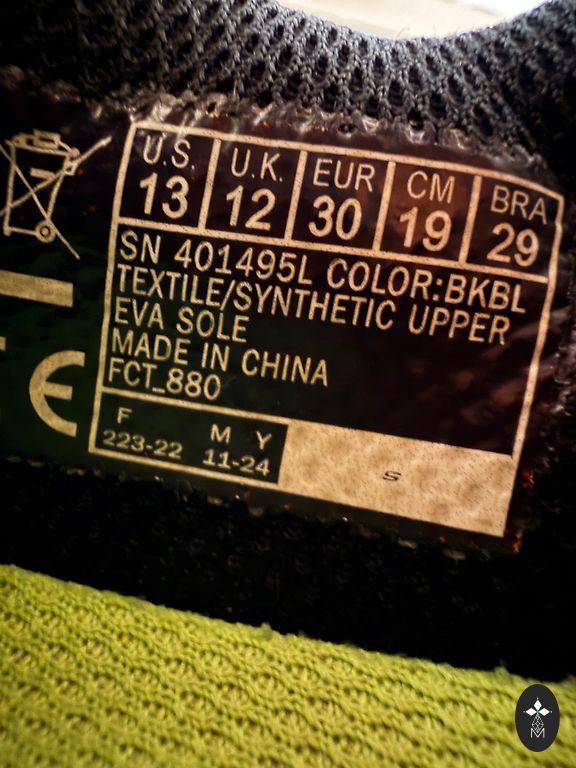 U.S. U.K. EUR CM BRA
13 12 30 19 29
SN 401495L COLOR:BKBL
TEXTILE/SYNTHETIC UPPER
EVA SOLE
MADE IN CHINA
FCT_880
F M Y
223-22 11-24
S
CE
M